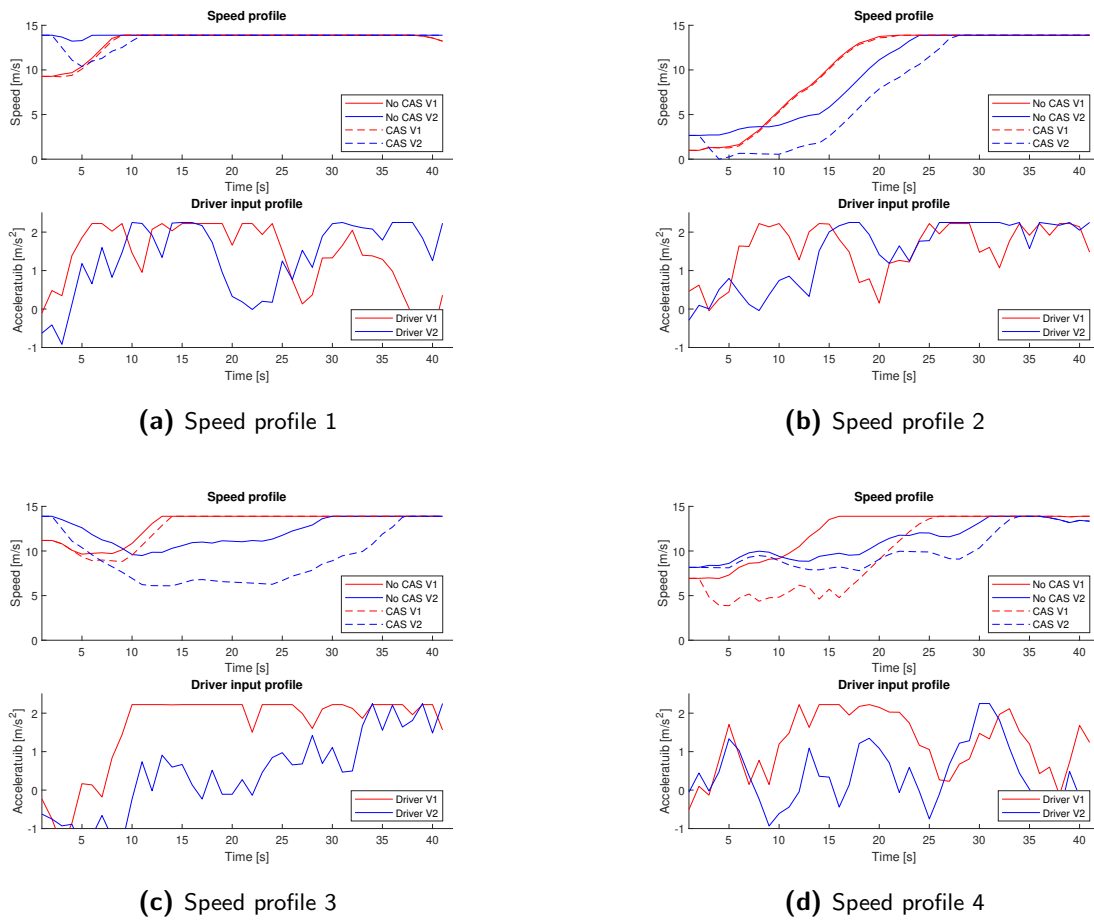 Speed profile
15
10
5
0
Speed [m/s]
No CAS V1
No CAS V2
CAS V1
CAS V2
5 10 15 20 25 30 35 40
Time [s]
Driver input profile
2
1
0
-1
Acceleratuib [m/s²]
Driver V1
Driver V2
5 10 15 20 25 30 35 40
Time [s]
(a) Speed profile 1
Speed profile
15
10
5
0
Speed [m/s]
No CAS V1
No CAS V2
CAS V1
CAS V2
5 10 15 20 25 30 35 40
Time [s]
Driver input profile
2
1
0
-1
Acceleratuib [m/s²]
Driver V1
Driver V2
5 10 15 20 25 30 35 40
Time [s]
(b) Speed profile 2
Speed profile
15
10
5
0
Speed [m/s]
No CAS V1
No CAS V2
CAS V1
CAS V2
5 10 15 20 25 30 35 40
Time [s]
Driver input profile
2
1
0
-1
Acceleratuib [m/s²]
Driver V1
Driver V2
5 10 15 20 25 30 35 40
Time [s]
(c) Speed profile 3
Speed profile
15
10
5
0
Speed [m/s]
No CAS V1
No CAS V2
CAS V1
CAS V2
5 10 15 20 25 30 35 40
Time [s]
Driver input profile
2
1
0
-1
Acceleratuib [m/s²]
Driver V1
Driver V2
5 10 15 20 25 30 35 40
Time [s]
(d) Speed profile 4